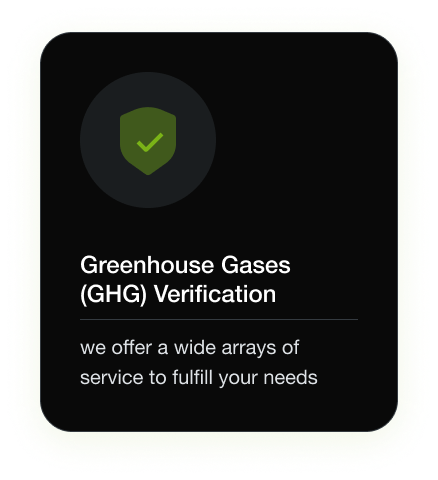 Greenhouse Gases
(GHG) Verification
we offer a wide arrays of
service to fulfill your needs